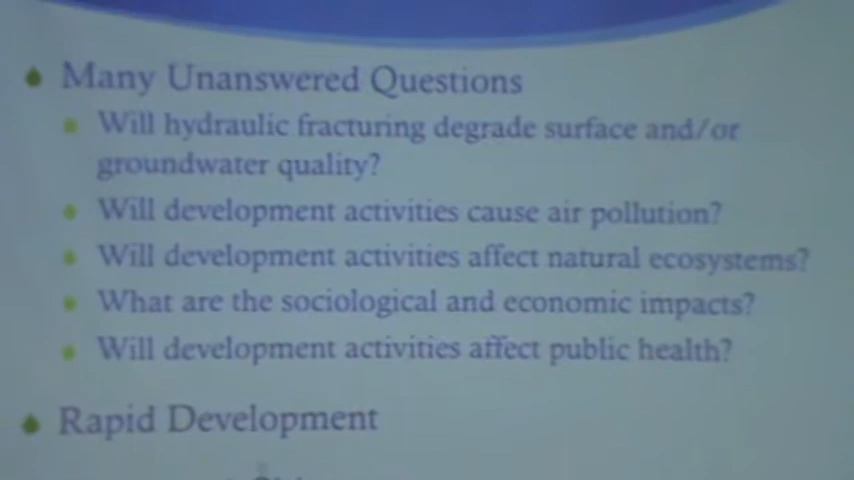 Many Unanswered Questions
Will hydraulic fracturing degrade surface and/or
groundwater quality?
Will development activities cause air pollution?
Will development activities affect natural ecosystems?
What are the sociological and economic impacts?
Will development activities affect public health?
Rapid Development